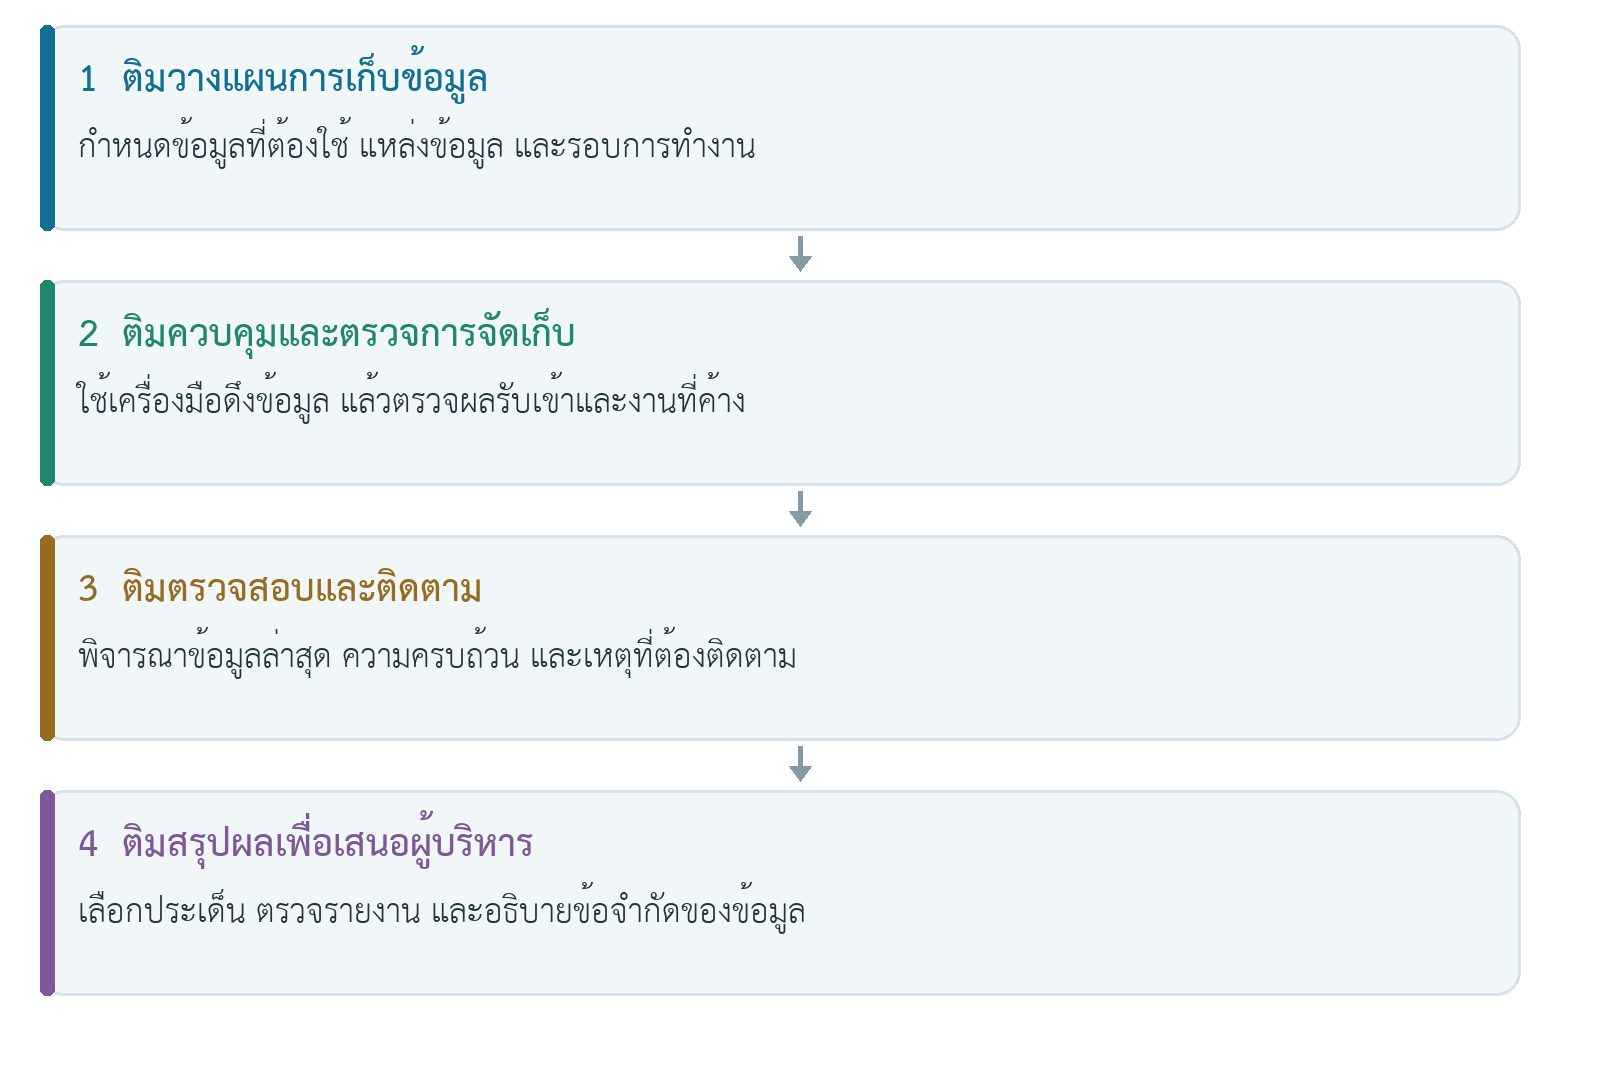 1 ติมวางแผนการเก็บข้อมูล
กำหนดข้อมูลที่ต้องใช้ แหล่งข้อมูล และรอบการทำงาน
2 ติมควบคุมและตรวจการจัดเก็บ
ใช้เครื่องมือดึงข้อมูล แล้วตรวจผลรับเข้าและงานที่ค้าง
3 ติมตรวจสอบและติดตาม
พิจารณาข้อมูลล่าสุด ความครบถ้วน และเหตุที่ต้องติดตาม
4 ติมสรุปผลเพื่อเสนอผู้บริหาร
เลือกประเด็น ตรวจรายงาน และอธิบายข้อจำกัดของข้อมูล